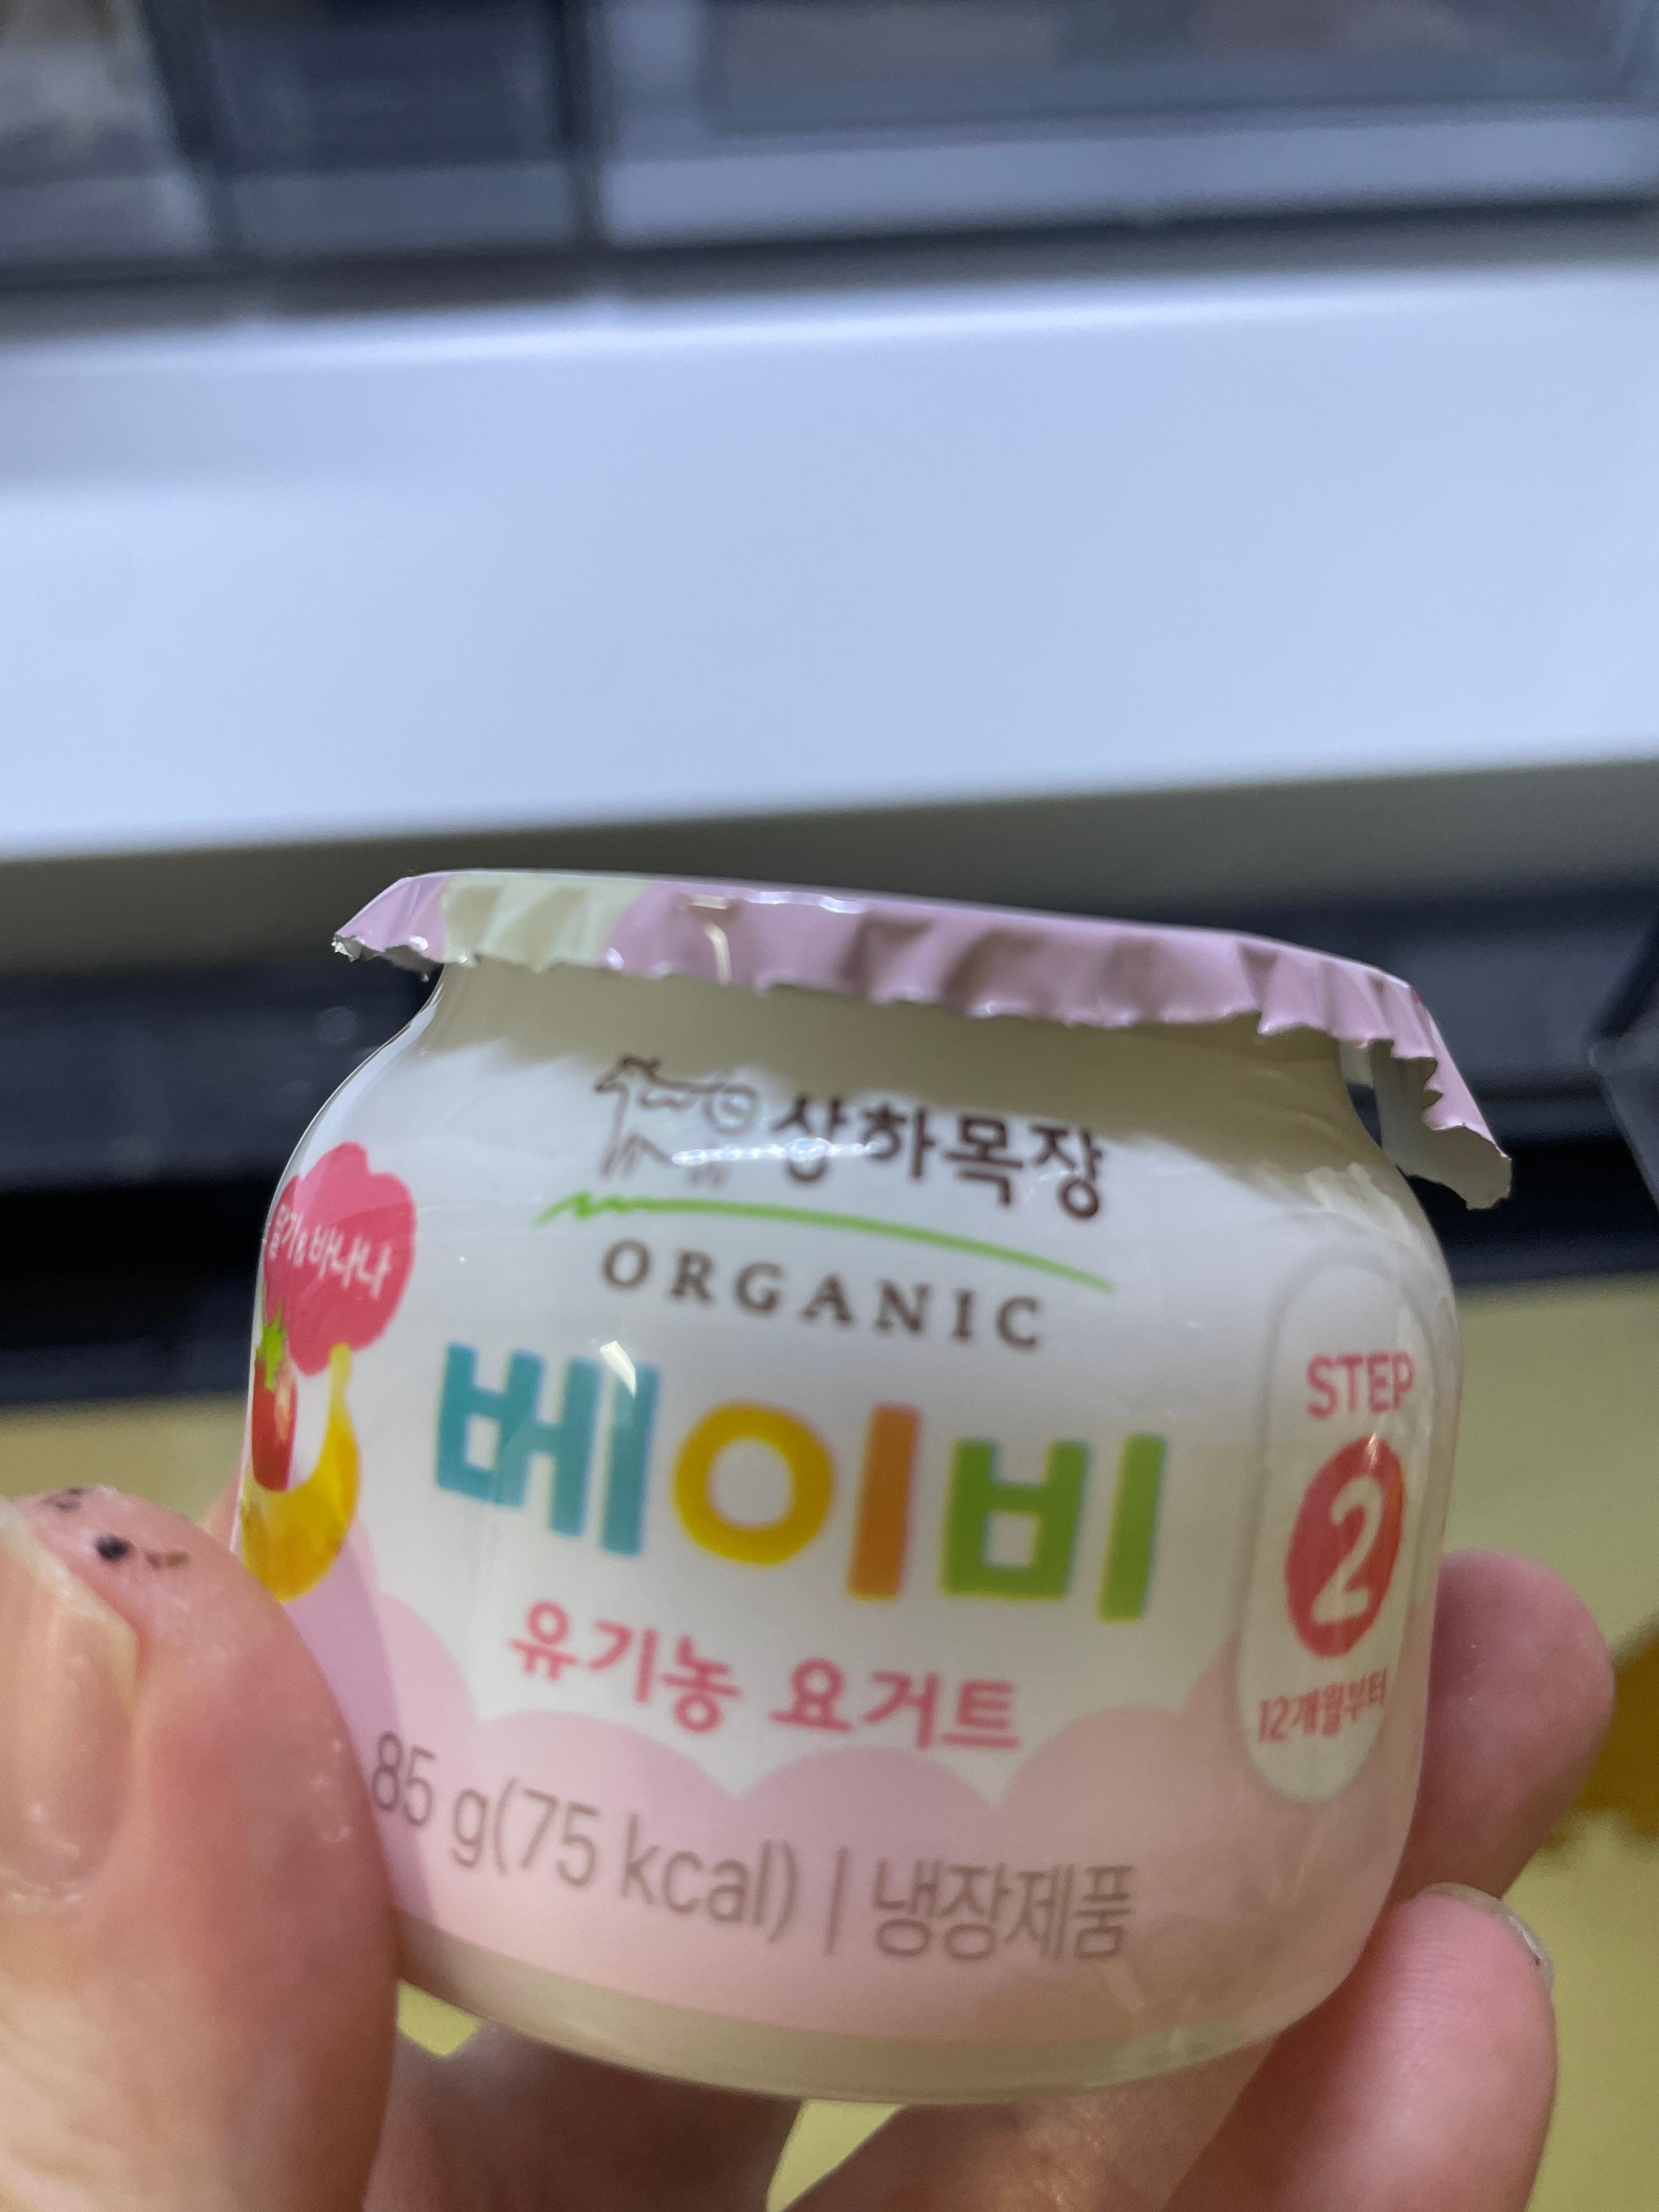 상하목장
ORGANIC
딸기&바나나
베이비
유기농 요거트
STEP
2
12개월부터
85 g(75 kcal) | 냉장제품